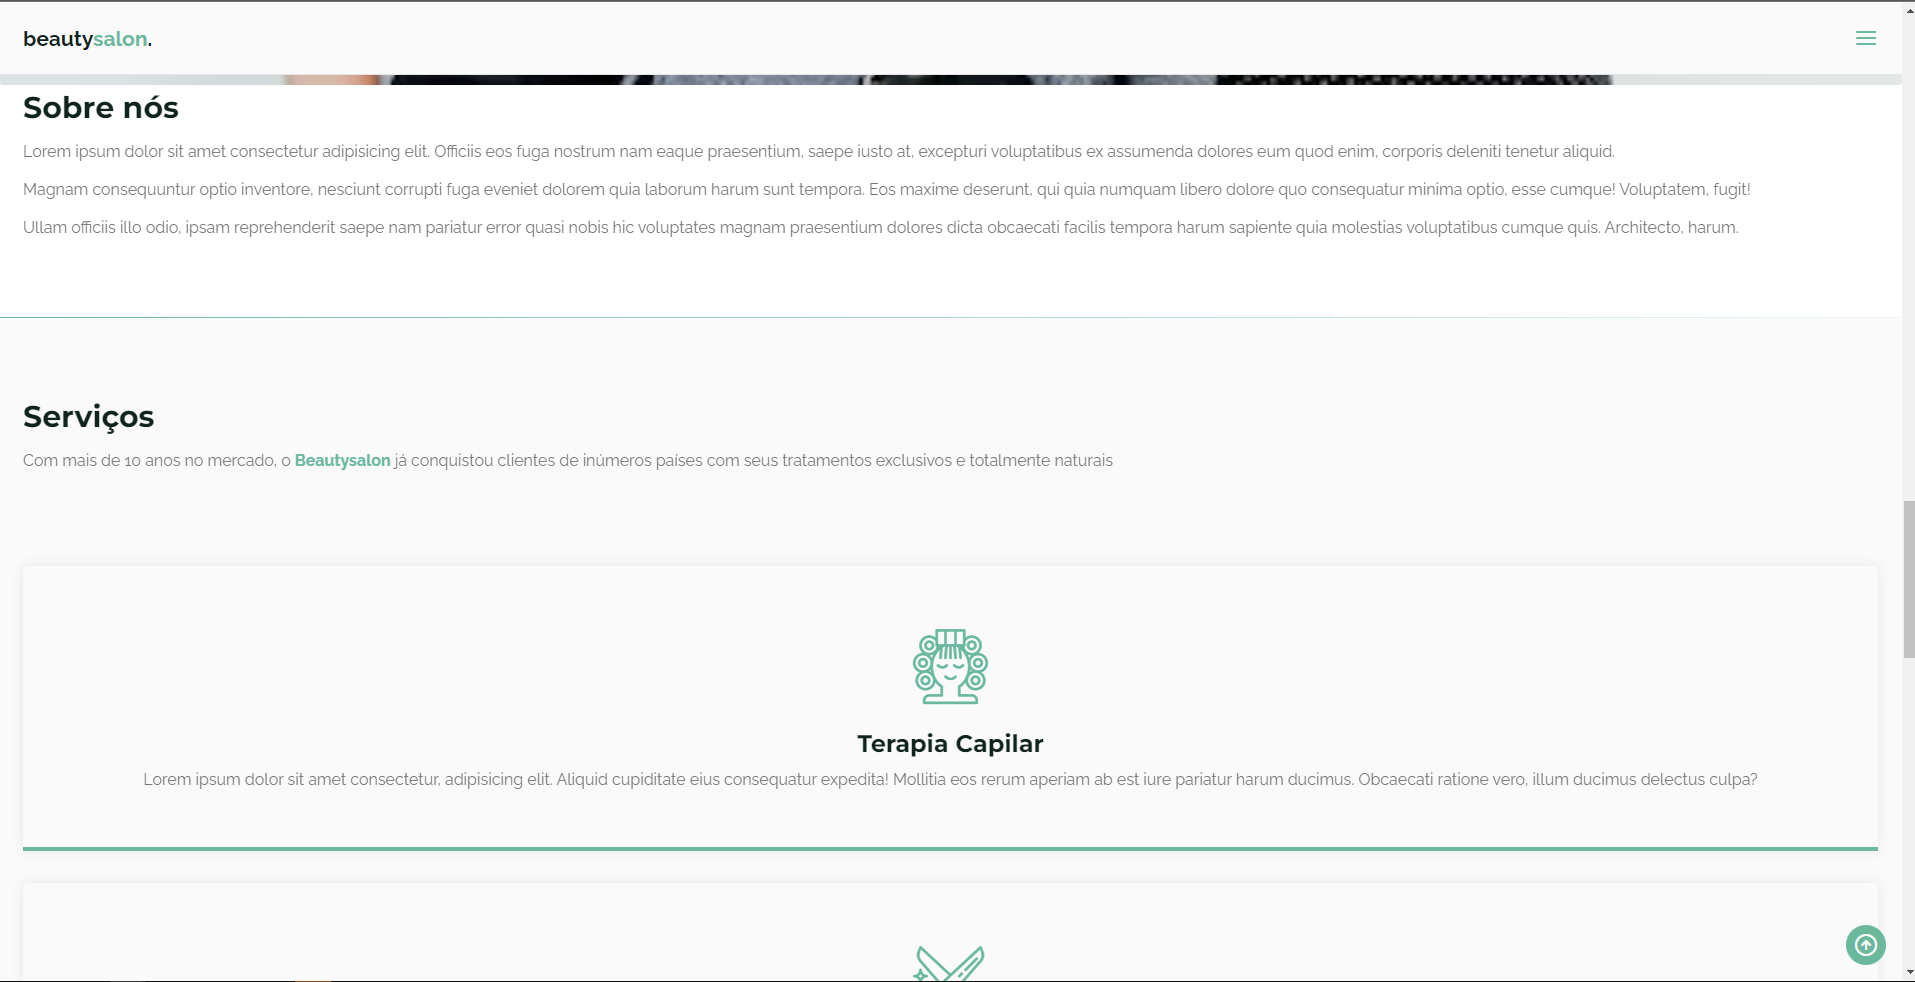 beautysalon.
Sobre nós
Lorem ipsum dolor sit amet consectetur adipisicing elit. Officiis eos fuga nostrum nam eaque praesentium, saepe iusto at, excepturi voluptatibus ex assumenda dolores eum quod enim, corporis deleniti tenetur aliquid.
Magnam consequuntur optio inventore, nesciunt corrupti fuga eveniet dolorem quia laborum harum sunt tempora. Eos maxime deserunt, qui quia numquam libero dolore quo consequatur minima optio, esse cumque! Voluptatem, fugit!
Ullam officiis illo odio, ipsam reprehenderit saepe nam pariatur error quasi nobis hic voluptates magnam praesentium dolores dicta obcaecati facilis tempora harum sapiente quia molestias voluptatibus cumque quis. Architecto, harum.
Serviços
Com mais de 10 anos no mercado, o Beautysalon já conquistou clientes de inúmeros países com seus tratamentos exclusivos e totalmente naturais
Terapia Capilar
Lorem ipsum dolor sit amet consectetur, adipisicing elit. Aliquid cupiditate eius consequatur expedita! Mollitia eos rerum aperiam ab est iure pariatur harum ducimus. Obcaecati ratione vero, illum ducimus delectus culpa?